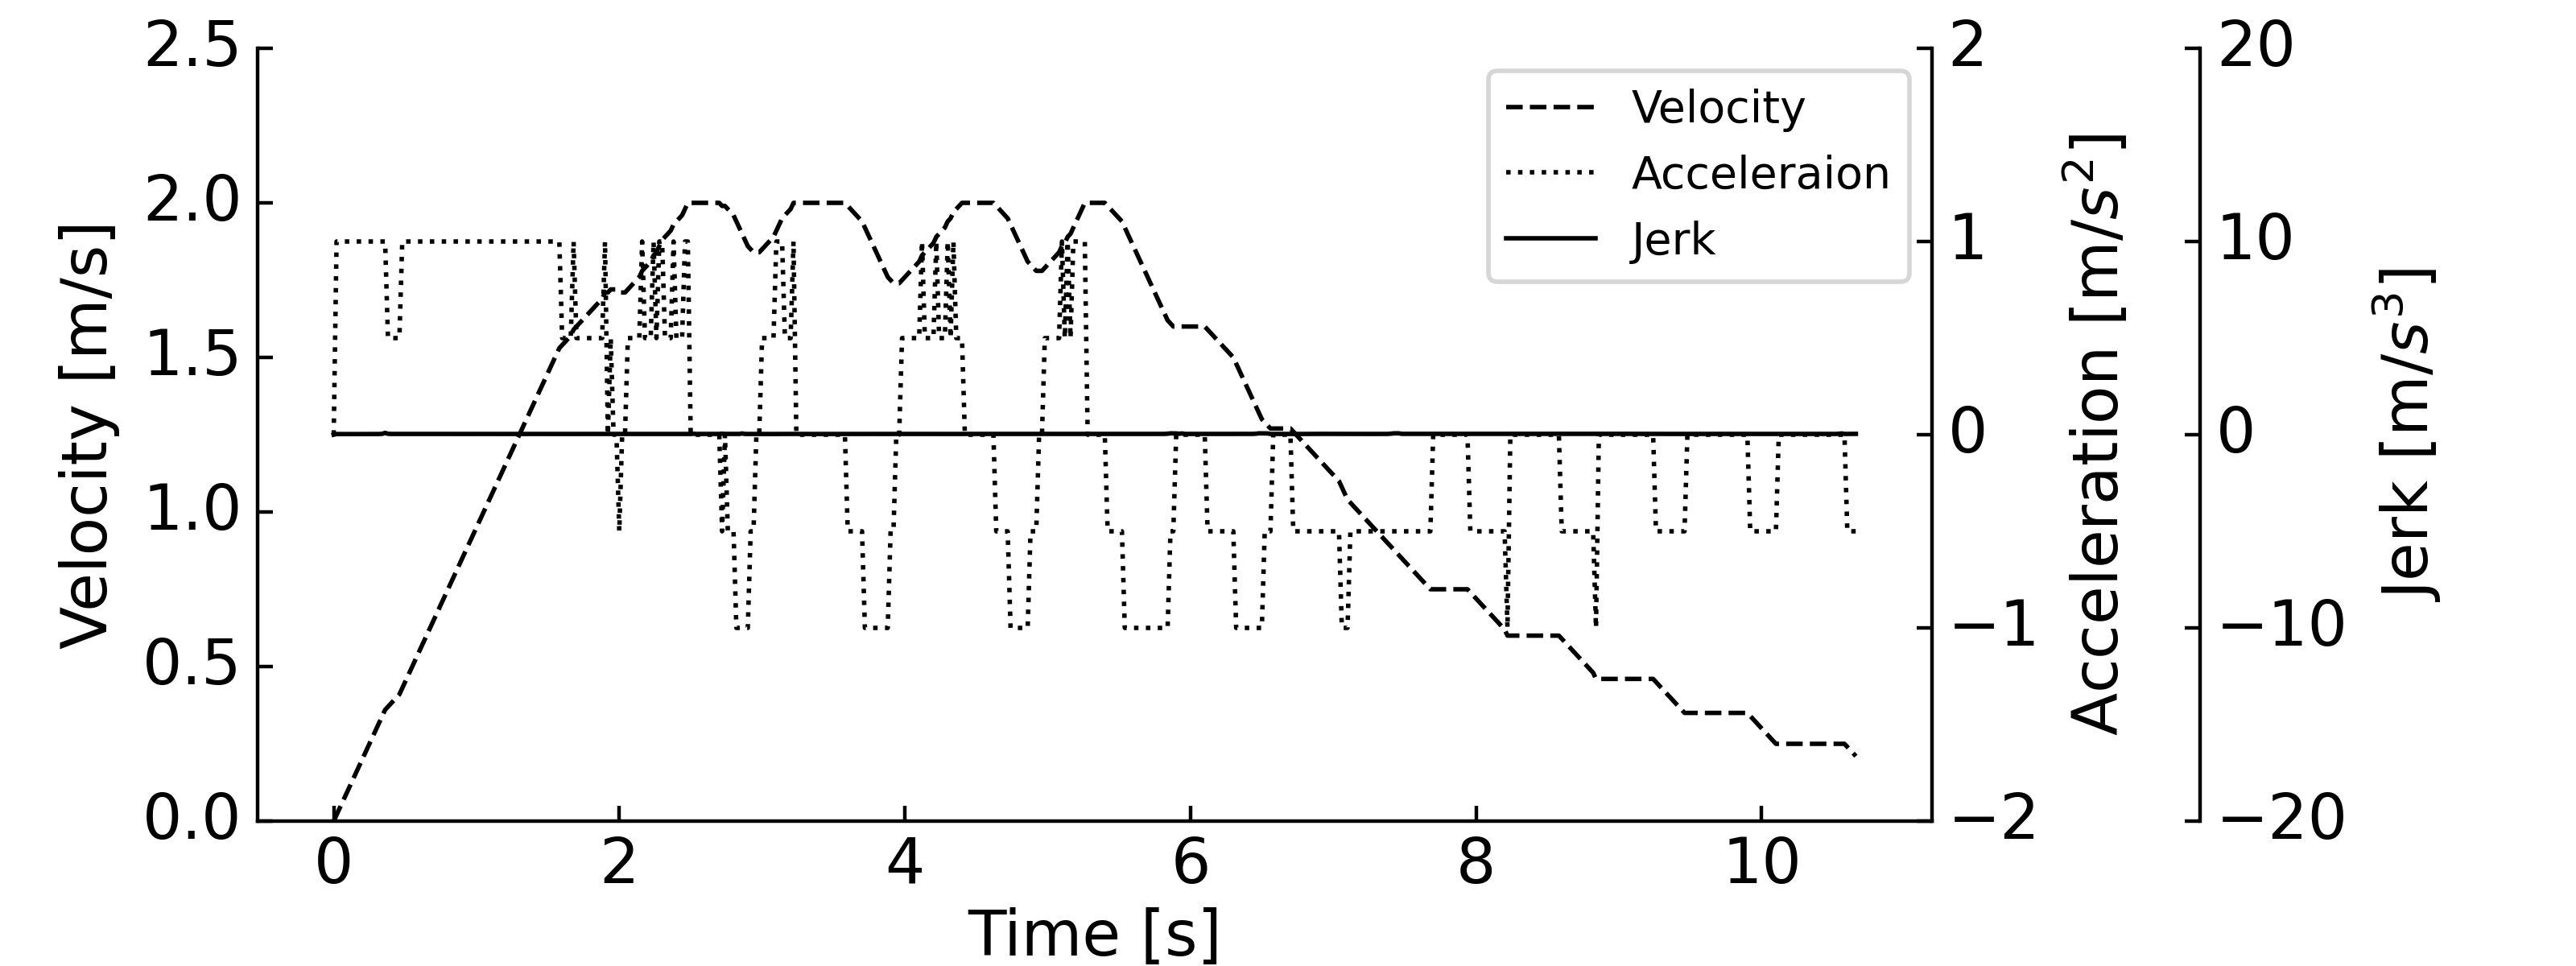 Velocity [m/s]
2.5
2.0
1.5
1.0
0.5
0.0
0 2 4 6 8 10
Time [s]
Velocity
Acceleraion
Jerk
2
1
0
−1
−2
Acceleration [m/s²]
20
10
0
−10
−20
Jerk [m/s³]